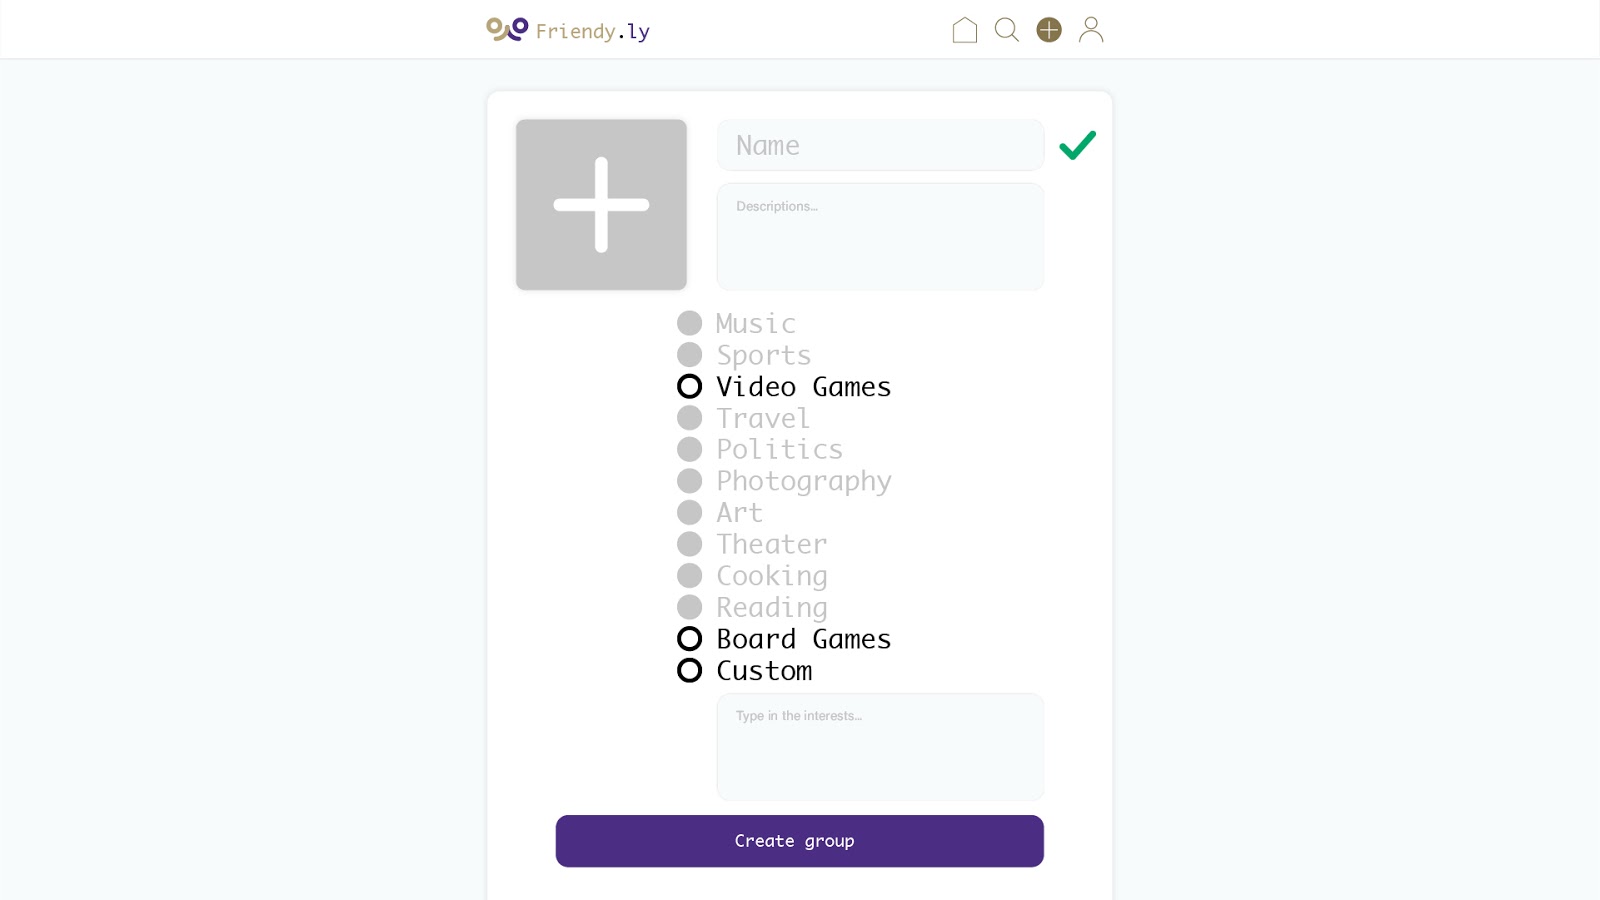 Friendy.ly
Name
Descriptions...
Music
Sports
Video Games
Travel
Politics
Photography
Art
Theater
Cooking
Reading
Board Games
Custom
Type in the interests...
Create group